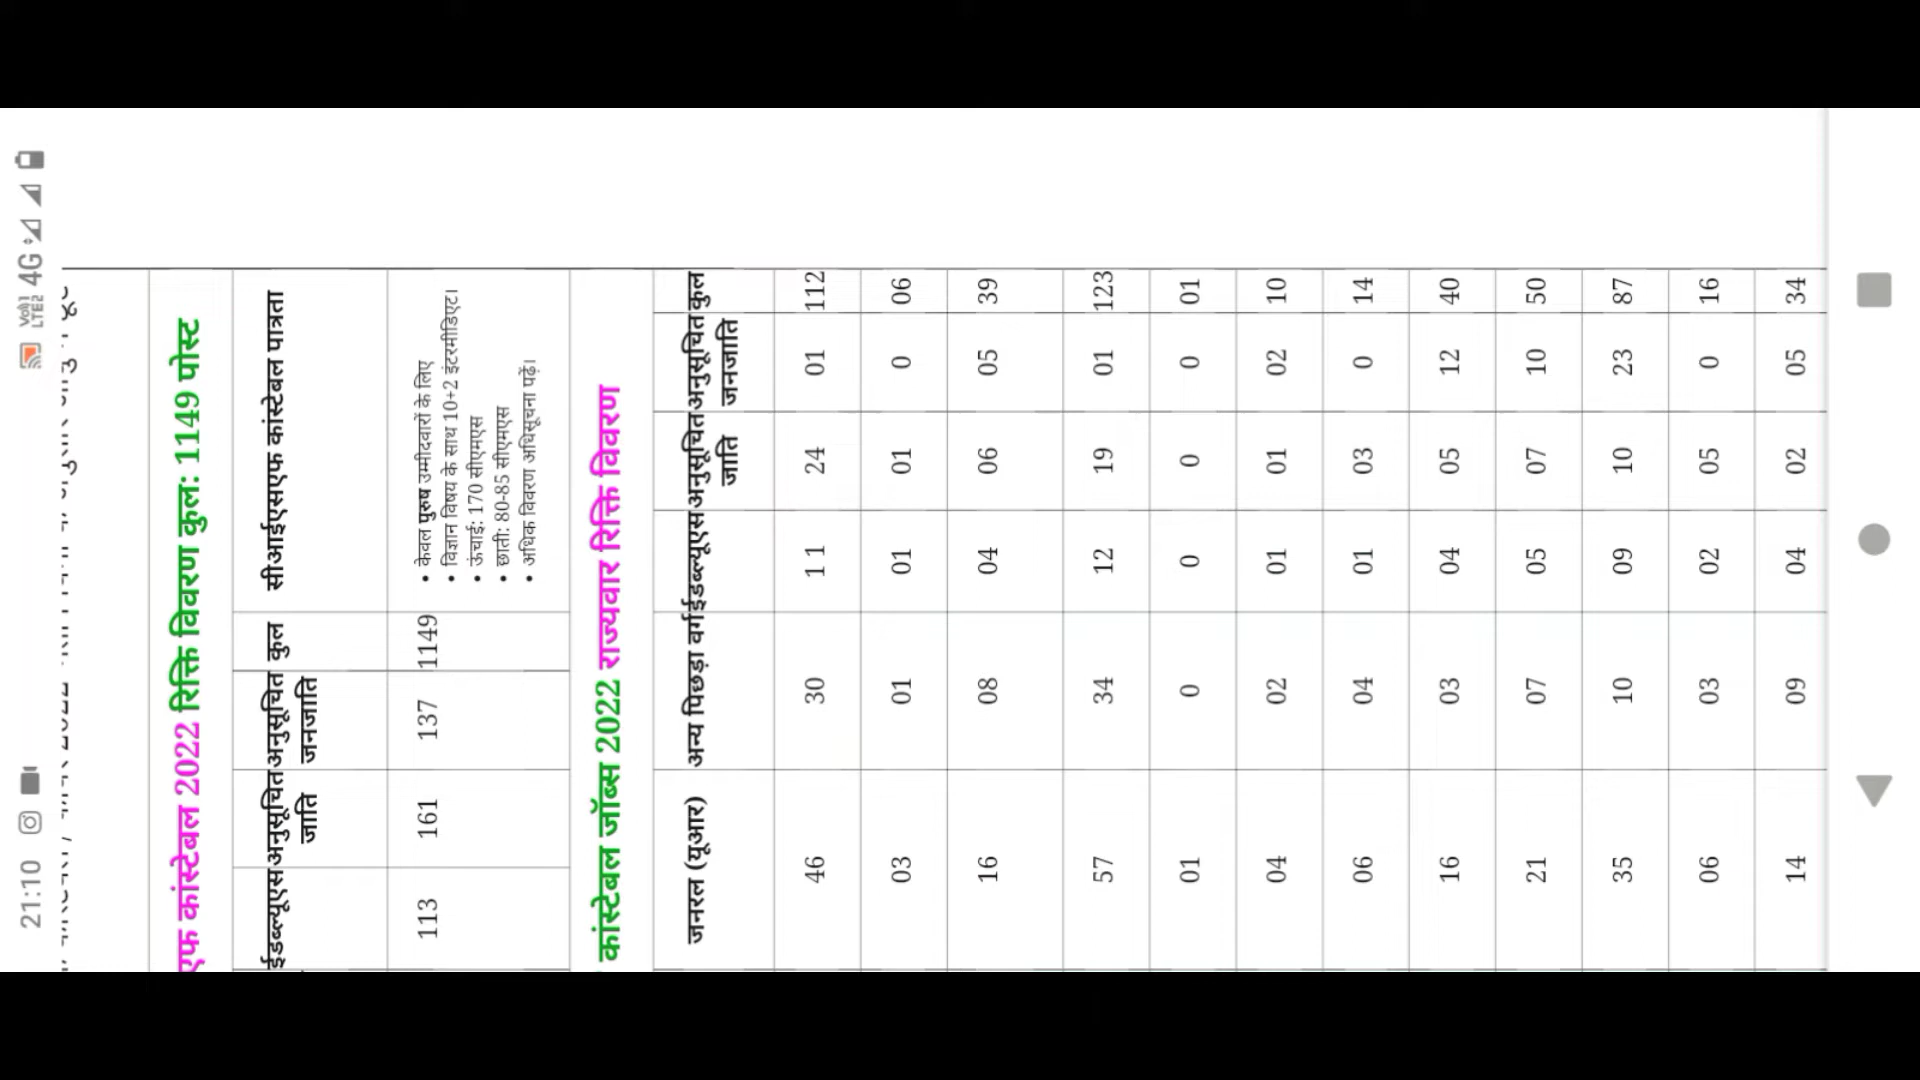 21:10 4G
एफ कांस्टेबल 2022 रिक्ति विवरण कुल: 1149 पोस्ट
ईडब्ल्यूएस अनुसूचित जाति अनुसूचित जनजाति कुल सीआईएसएफ कांस्टेबल पात्रता
113 161 137 1149
• केवल पुरुष उम्मीदवारों के लिए
• विज्ञान विषय के साथ 10+2 इंटरमीडिएट।
• ऊंचाई: 170 सीएमएस
• छाती: 80-85 सीएमएस
• अधिक विवरण अधिसूचना पढ़ें।
कांस्टेबल जॉब्स 2022 राज्यवार रिक्ति विवरण
जनरल (यूआर) अन्य पिछड़ा वर्ग ईडब्ल्यूएस अनुसूचित जाति अनुसूचित जनजाति कुल
46 30 11 24 01 112
03 01 01 01 0 06
16 08 04 06 05 39
57 34 12 19 01 123
01 0 0 0 0 01
04 02 01 01 02 10
06 04 01 03 0 14
16 03 04 05 12 40
21 07 05 07 10 50
35 10 09 10 23 87
06 03 02 05 0 16
14 09 04 02 05 34